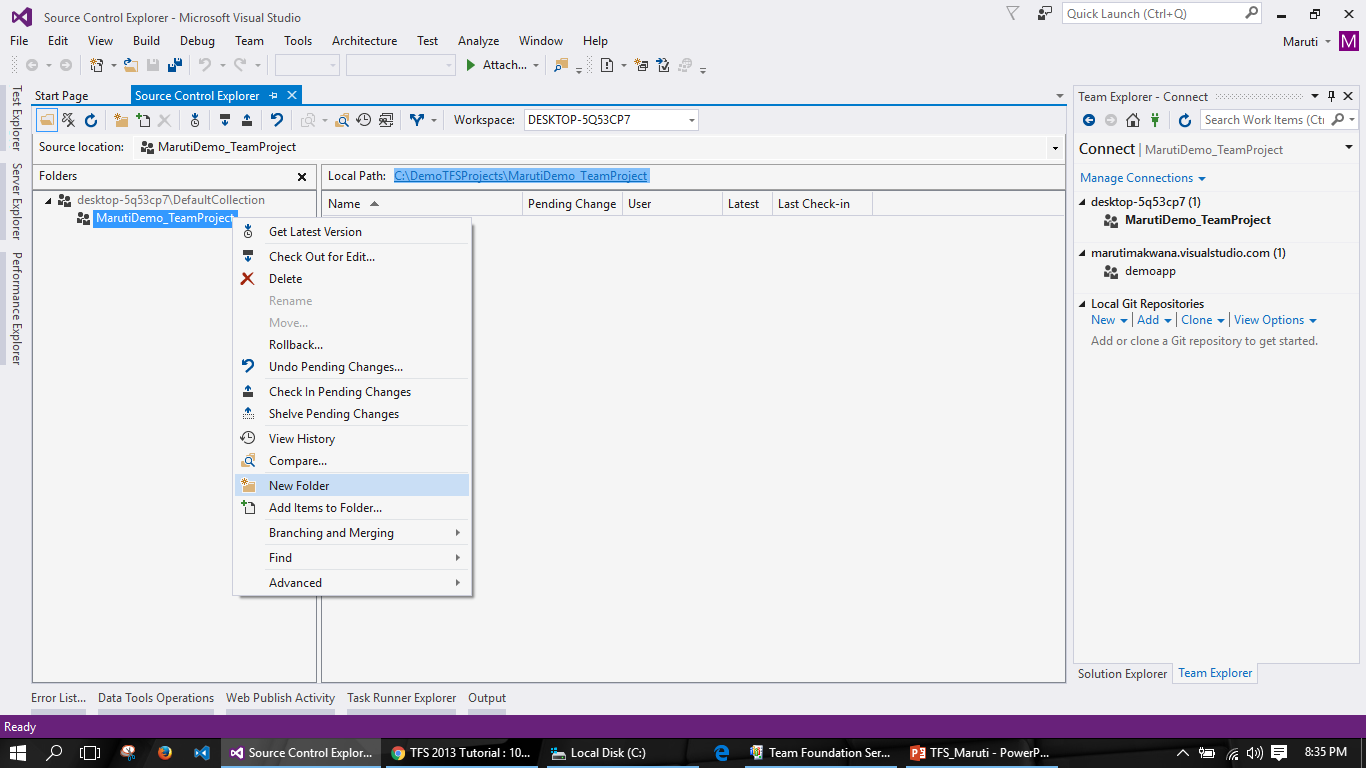 Source Control Explorer - Microsoft Visual Studio
Quick Launch (Ctrl+Q)
File Edit View Build Debug Team Tools Architecture Test Analyze Window Help
Maruti M
Attach...
Test Explorer
Server Explorer
Performance Explorer
Start Page
Source Control Explorer
Workspace: DESKTOP-5Q53CP7
Source location: MarutiDemo_TeamProject
Folders
Local Path: C:\DemoTFSProjects\MarutiDemo_TeamProject
desktop-5q53cp7\DefaultCollection
MarutiDemo_TeamProject
Name Pending Change User Latest Last Check-in
Get Latest Version
Check Out for Edit...
Delete
Rename
Move...
Rollback...
Undo Pending Changes...
Check In Pending Changes
Shelve Pending Changes
View History
Compare...
New Folder
Add Items to Folder...
Branching and Merging
Find
Advanced
Team Explorer - Connect
Search Work Items (Ctr
Connect | MarutiDemo_TeamProject
Manage Connections
desktop-5q53cp7 (1)
MarutiDemo_TeamProject
marutimakwana.visualstudio.com (1)
demoapp
Local Git Repositories
New Add Clone View Options
Add or clone a Git repository to get started.
Solution Explorer Team Explorer
Error List... Data Tools Operations Web Publish Activity Task Runner Explorer Output
Ready
Source Control Explor... TFS 2013 Tutorial : 10... Local Disk (C:) Team Foundation Ser... TFS_Maruti - PowerP... 8:35 PM